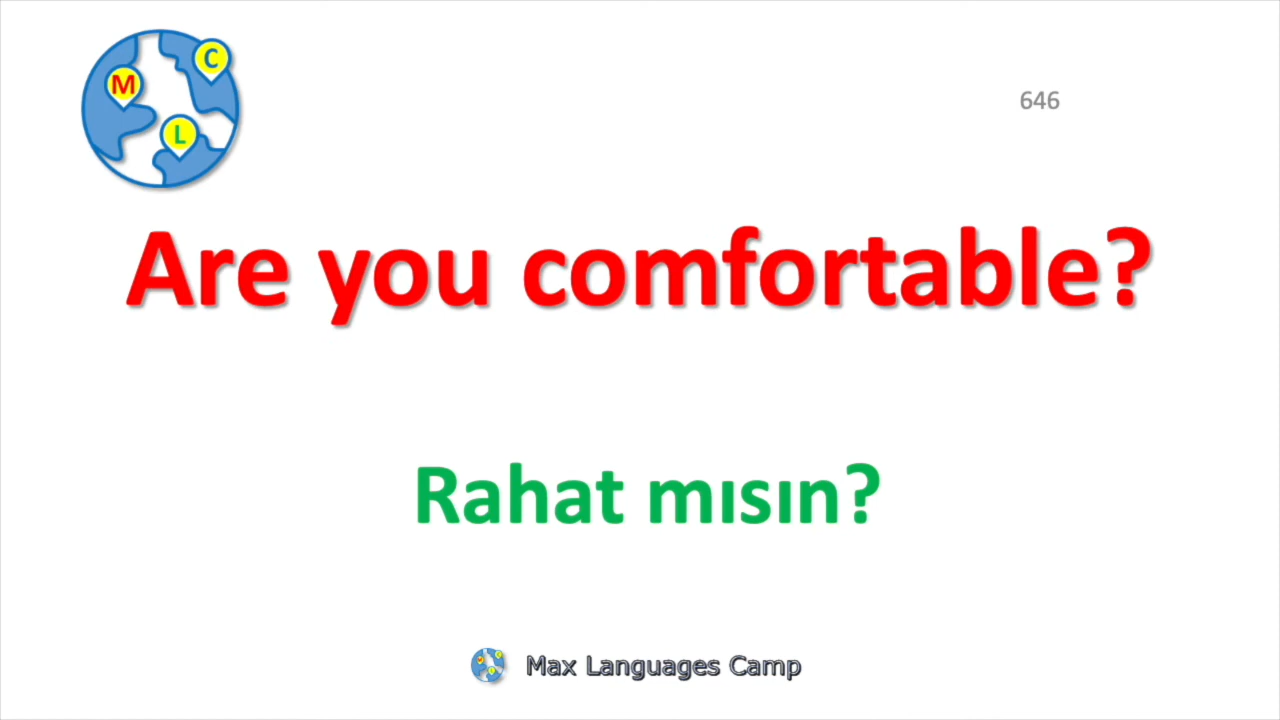 C
M
L
646
Are you comfortable?
Rahat mısın?
Max Languages Camp